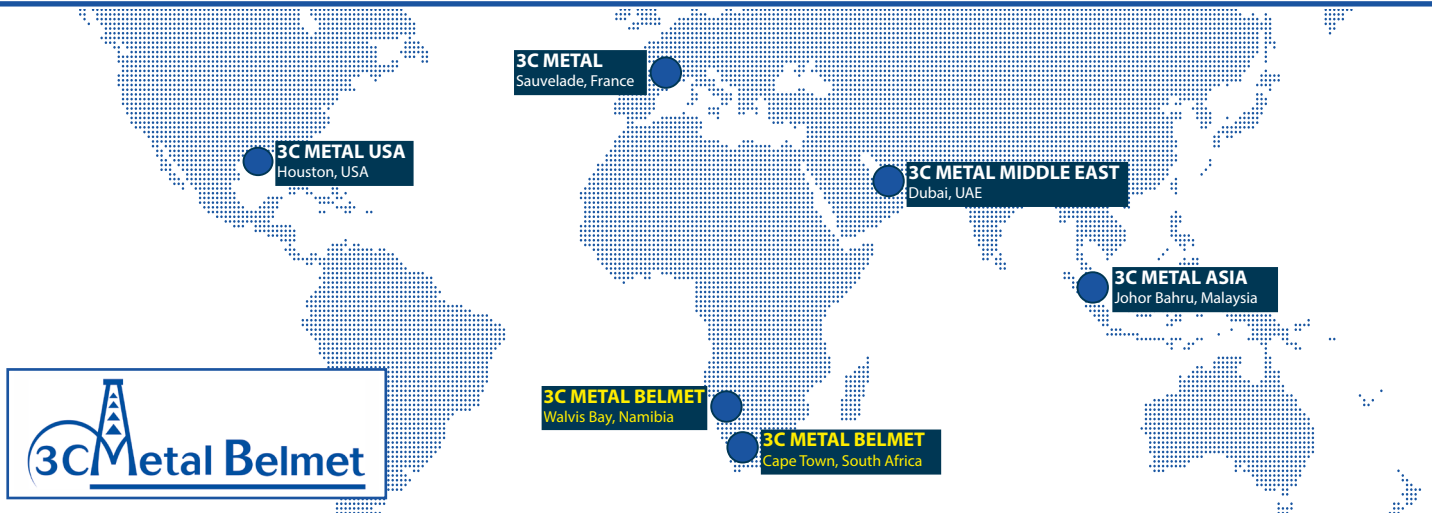 3C METAL
Sauvelade, France
3C METAL USA
Houston, USA
3C METAL MIDDLE EAST
Dubai, UAE
3C METAL ASIA
Johor Bahru, Malaysia
3C METAL BELMET
Walvis Bay, Namibia
3C METAL BELMET
Cape Town, South Africa
3CMetal Belmet